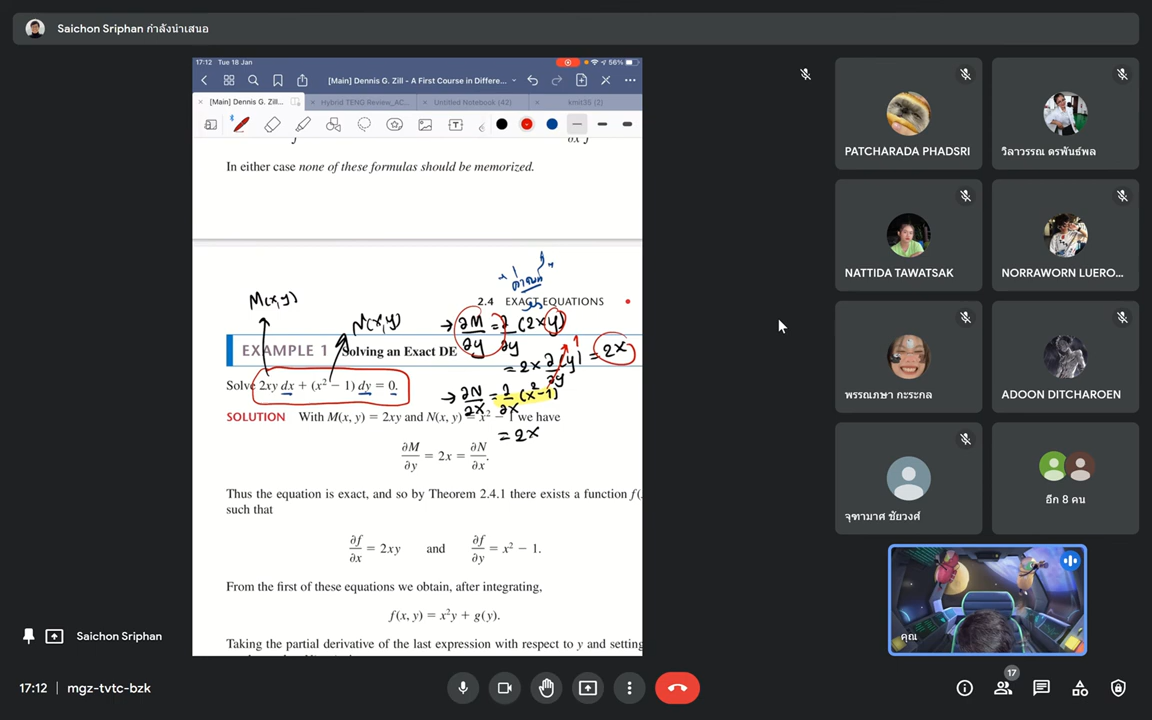 Saichon Sriphan กำลังนำเสนอ
17:12 Tue 18 Jan
56%
[Main] Dennis G. Zill - A First Course in Differe...
[Main] Dennis G. Zill...
Hybrid TENG Review_AC...
Untitled Notebook (42)
kmit35 (2)
∂x y
In either case none of these formulas should be memorized.
2.4 EXACT EQUATIONS
M(x,y)
N(x,y)
→ ∂M/∂y = ∂/∂y (2xy)
= 2x ∂/∂y (y) = 2x
EXAMPLE 1 Solving an Exact DE
Solve 2xy dx + (x² − 1) dy = 0.
→ ∂N/∂x = ∂/∂x (x²−1)
= 2x
SOLUTION With M(x, y) = 2xy and N(x, y) = x² − 1 we have
∂M/∂y = 2x = ∂N/∂x.
Thus the equation is exact, and so by Theorem 2.4.1 there exists a function f(
such that
∂f/∂x = 2xy and ∂f/∂y = x² − 1.
From the first of these equations we obtain, after integrating,
f(x, y) = x²y + g(y).
Taking the partial derivative of the last expression with respect to y and setting
PATCHARADA PHADSRI
วิลาวรรณ ตรพันธ์พล
NATTIDA TAWATSAK
NORRAWORN LUERO...
พรรณภษา กะระกล
ADOON DITCHAROEN
จุฑามาศ ชัยวงศ์
อีก 8 คน
คุณ
Saichon Sriphan
17:12 | mgz-tvtc-bzk
17